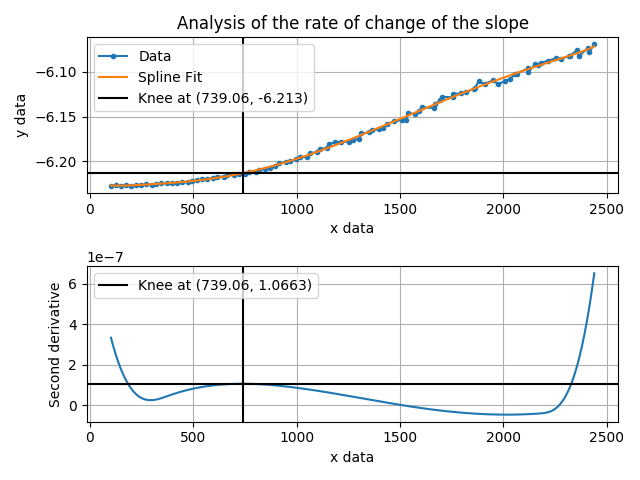 Analysis of the rate of change of the slope
Data
Spline Fit
Knee at (739.06, -6.213)
−6.10
−6.15
−6.20
y data
0 500 1000 1500 2000 2500
x data
1e−7
Knee at (739.06, 1.0663)
6
4
2
0
Second derivative
0 500 1000 1500 2000 2500
x data